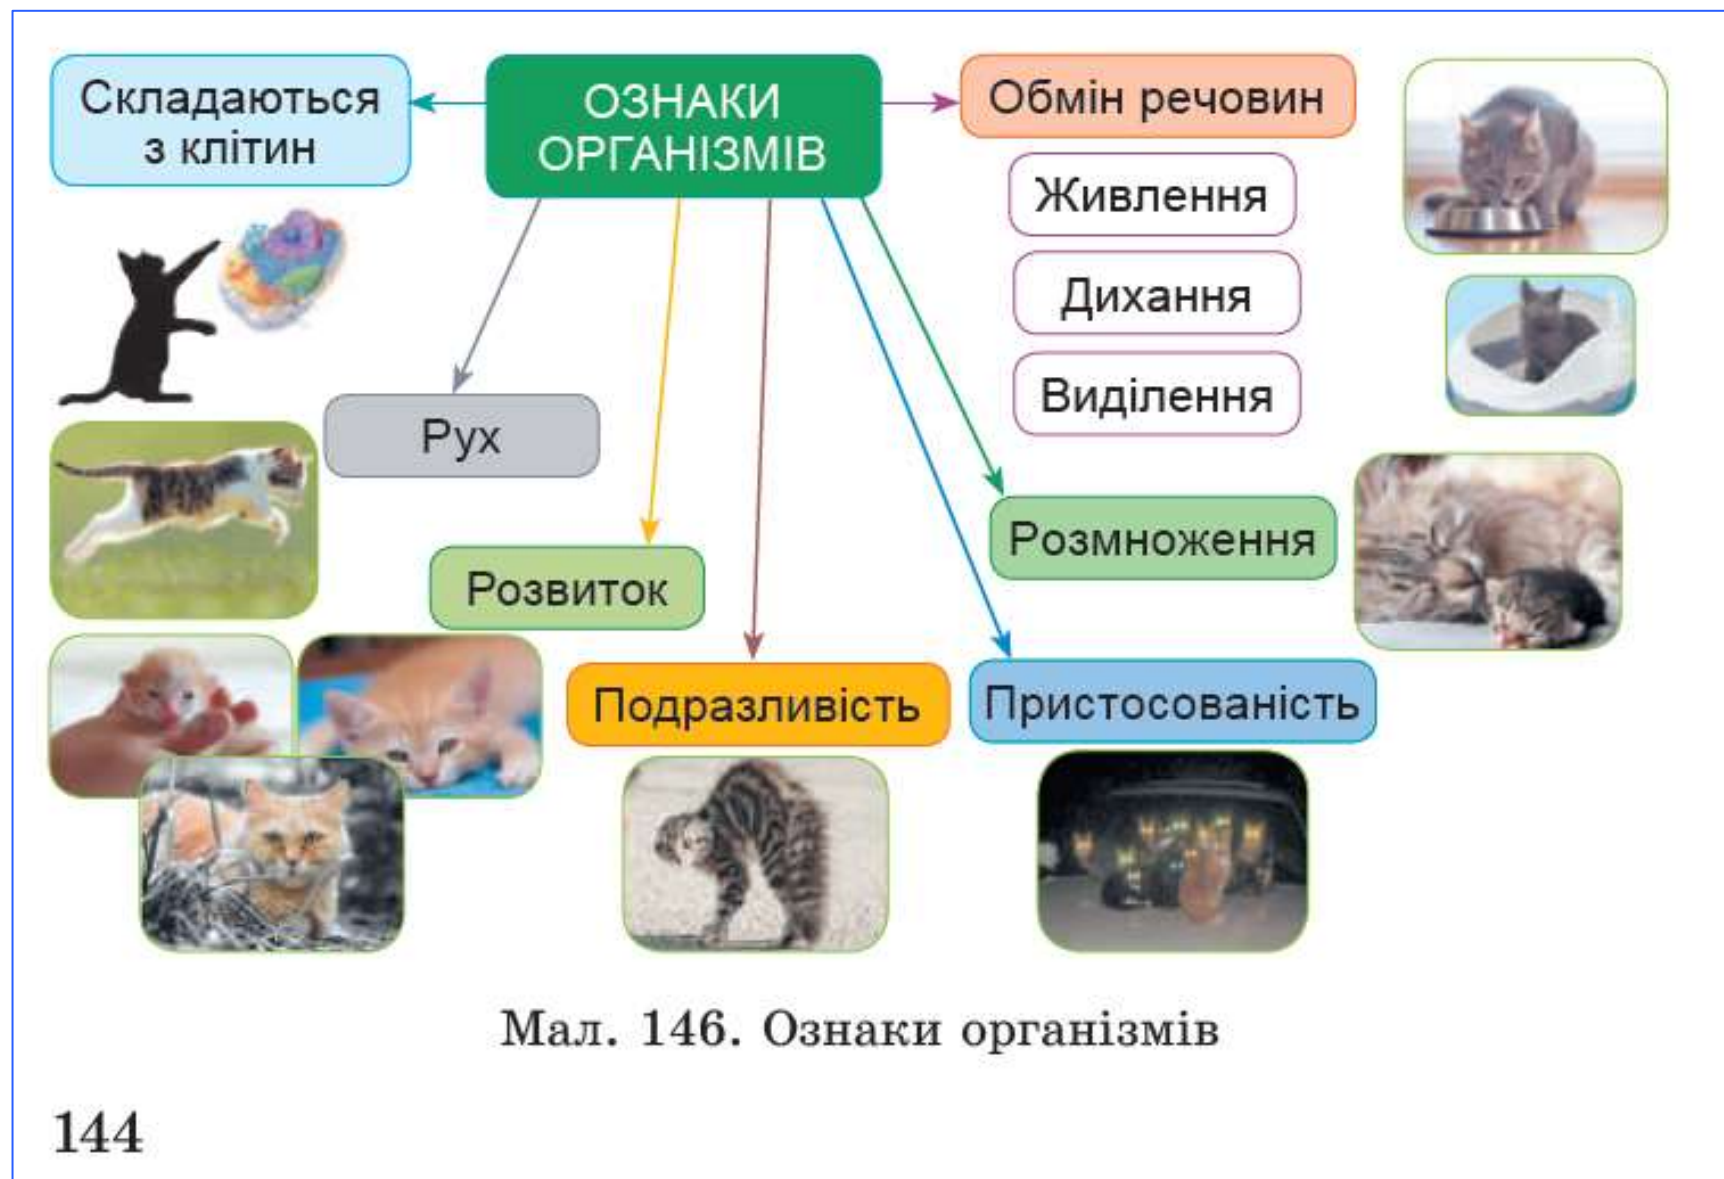 Складаються
з клітин
ОЗНАКИ
ОРГАНІЗМІВ
Обмін речовин
Живлення
Дихання
Виділення
Рух
Розмноження
Розвиток
Подразливість
Пристосованість
Мал. 146. Ознаки організмів
144